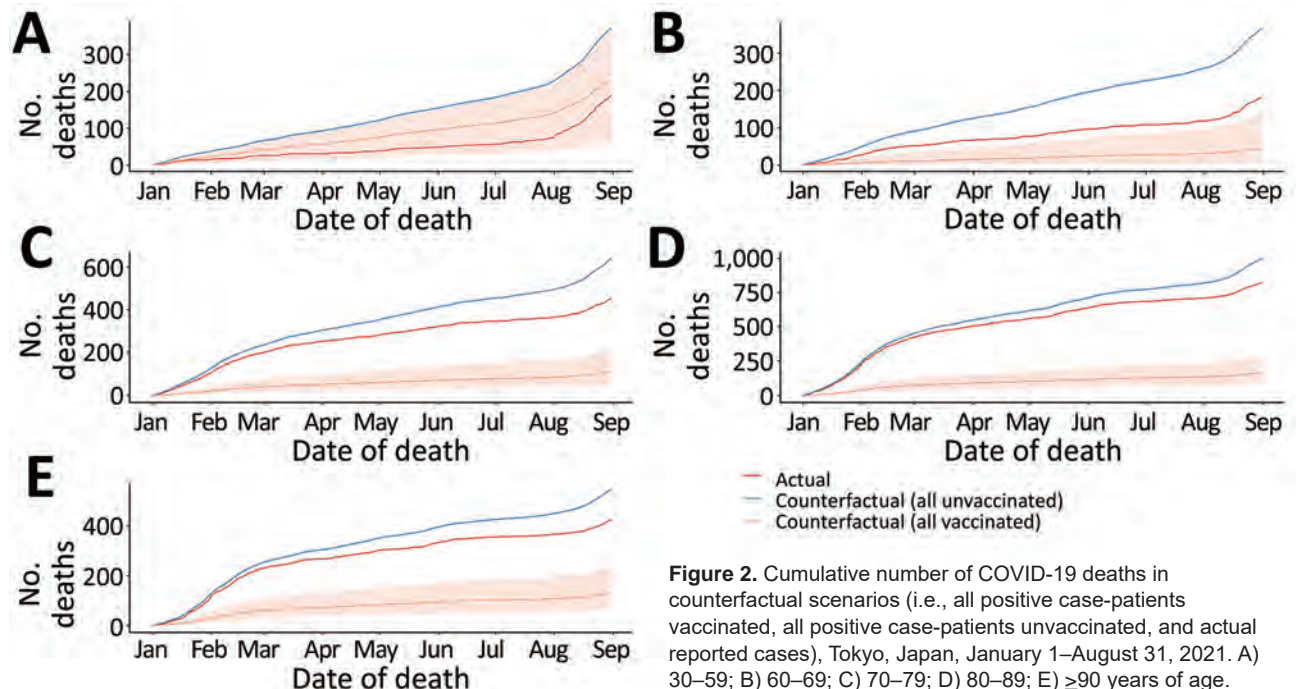 A
No.
deaths
300
200
100
0
Jan Feb Mar Apr May Jun Jul Aug Sep
Date of death
B
No.
deaths
300
200
100
0
Jan Feb Mar Apr May Jun Jul Aug Sep
Date of death
C
No.
deaths
600
400
200
0
Jan Feb Mar Apr May Jun Jul Aug Sep
Date of death
D
No.
deaths
1,000
750
500
250
0
Jan Feb Mar Apr May Jun Jul Aug Sep
Date of death
E
No.
deaths
400
200
0
Jan Feb Mar Apr May Jun Jul Aug Sep
Date of death
Actual
Counterfactual (all unvaccinated)
Counterfactual (all vaccinated)
Figure 2. Cumulative number of COVID-19 deaths in
counterfactual scenarios (i.e., all positive case-patients
vaccinated, all positive case-patients unvaccinated, and actual
reported cases), Tokyo, Japan, January 1–August 31, 2021. A)
30–59; B) 60–69; C) 70–79; D) 80–89; E) ≥90 years of age.